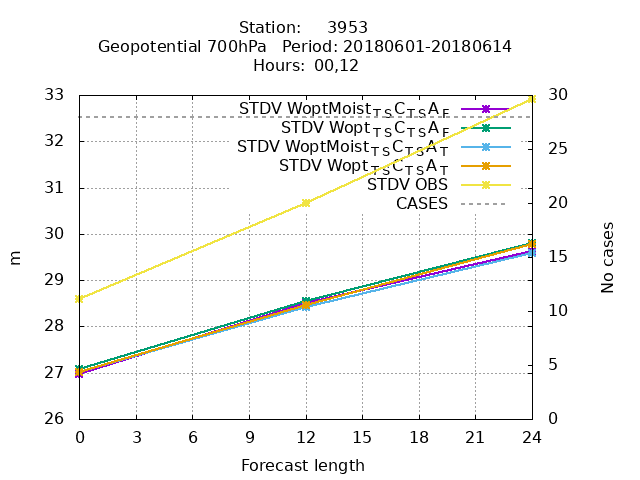 Station: 3953
Geopotential 700hPa Period: 20180601-20180614
Hours: 00,12
33
32
31
30
29
28
27
26
m
30
25
20
15
10
5
0
No cases
STDV WoptMoist_TS C_TS A_F
STDV Wopt_TS C_TS A_F
STDV WoptMoist_TS C_TS A_T
STDV Wopt_TS C_TS A_T
STDV OBS
CASES
0 3 6 9 12 15 18 21 24
Forecast length